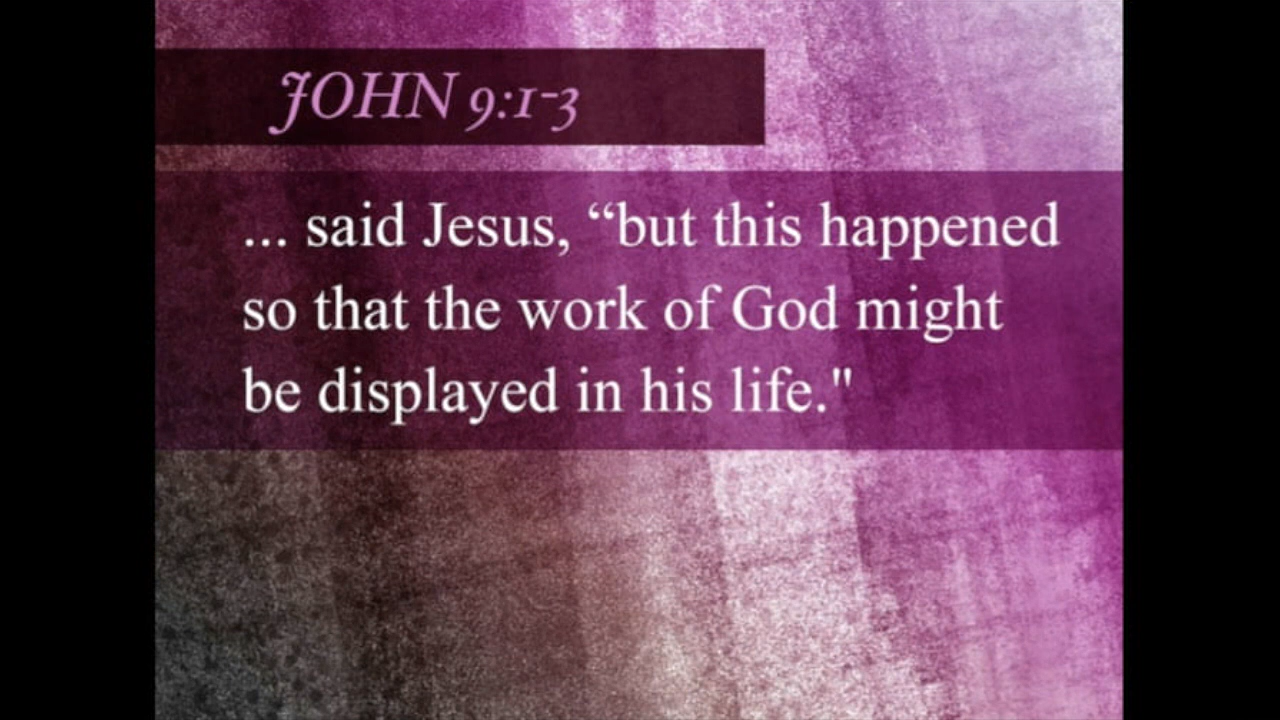 JOHN 9:1-3
... said Jesus, “but this happened
so that the work of God might
be displayed in his life."